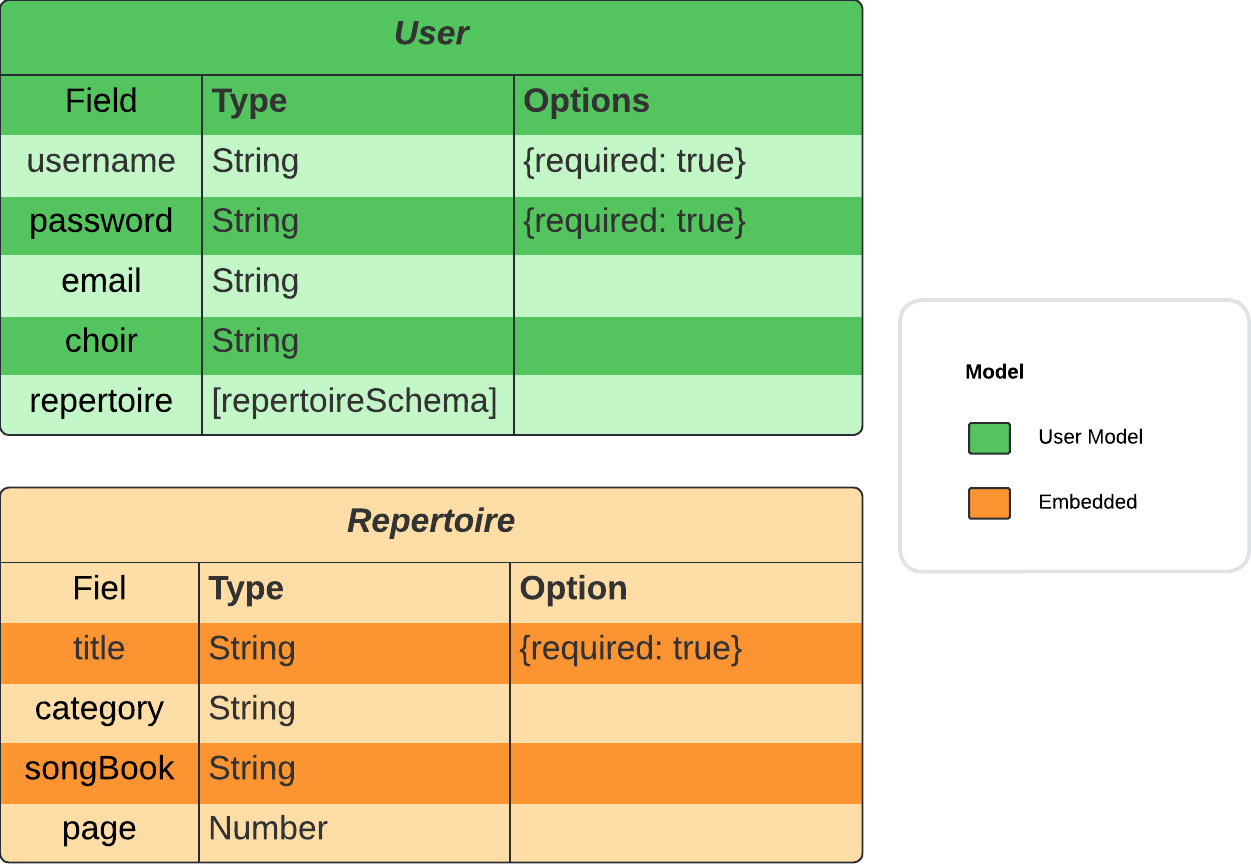 User
Field Type Options
username String {required: true}
password String {required: true}
email String
choir String
repertoire [repertoireSchema]
Model
User Model
Embedded
Repertoire
Fiel Type Option
title String {required: true}
category String
songBook String
page Number